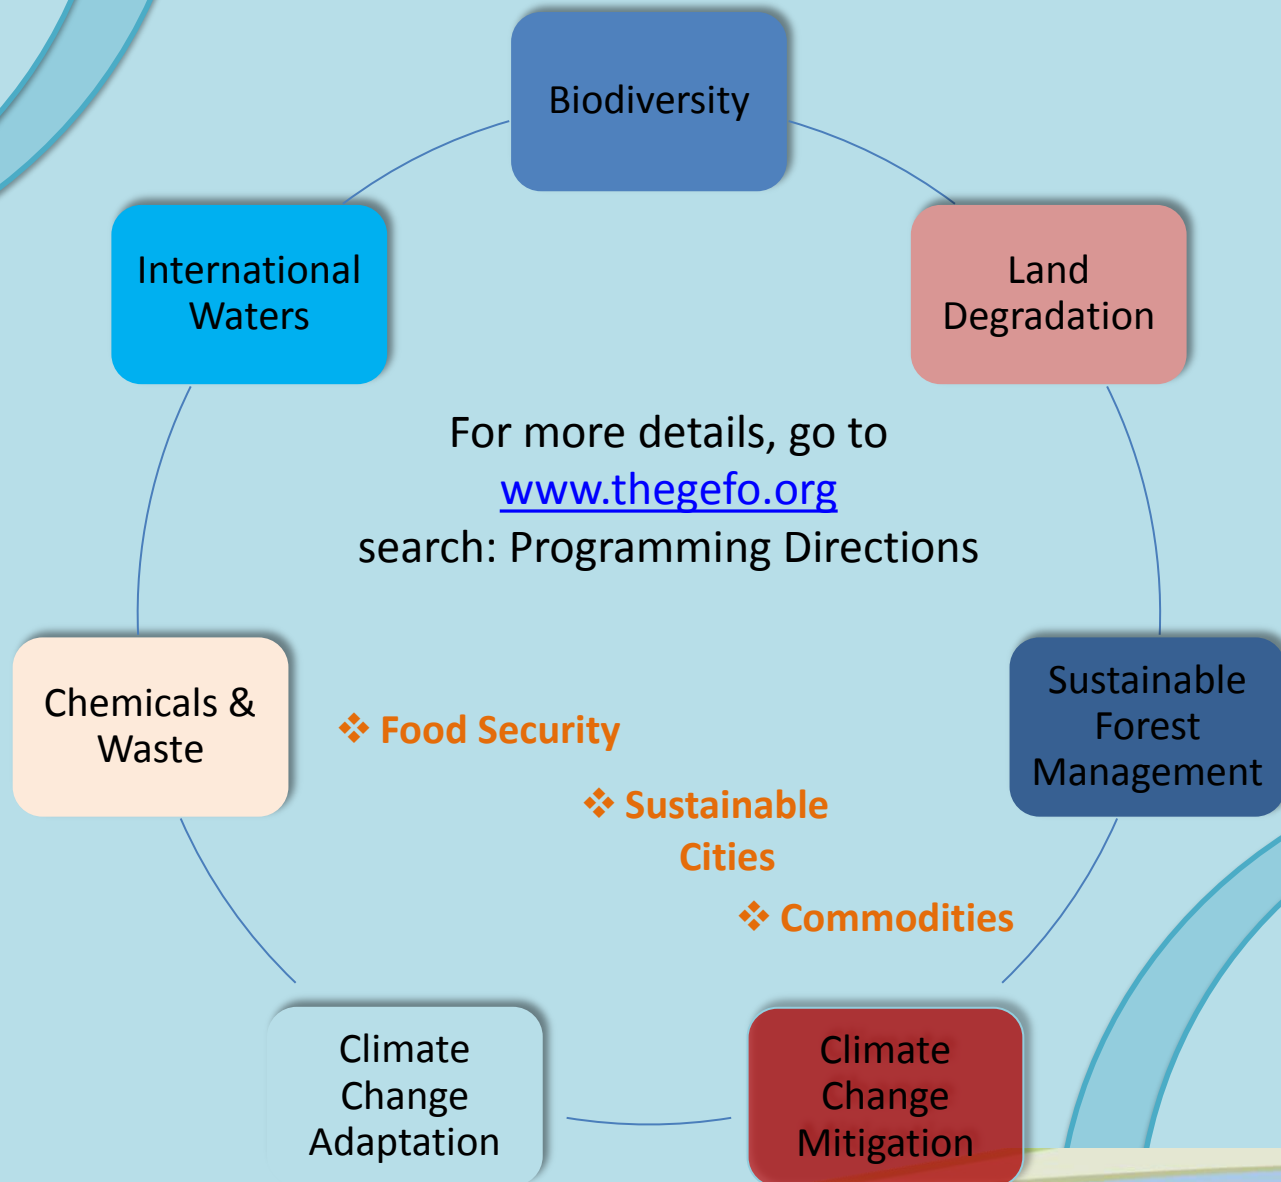 Biodiversity
International
Waters
Land
Degradation
For more details, go to
www.thegefo.org
search: Programming Directions
Chemicals &
Waste
Sustainable
Forest
Management
❖ Food Security
❖ Sustainable
Cities
❖ Commodities
Climate
Change
Adaptation
Climate
Change
Mitigation